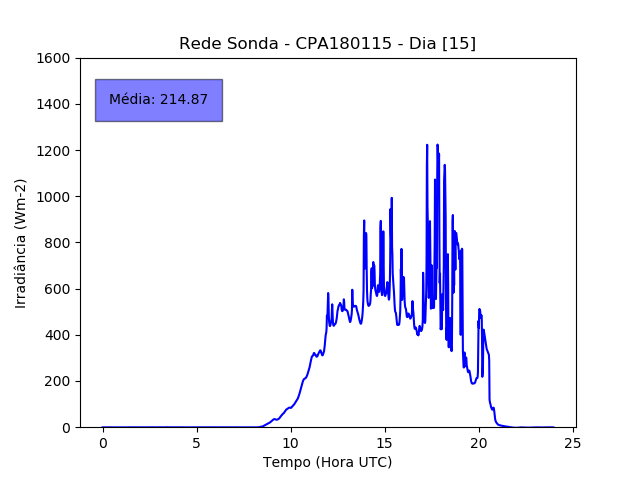 Rede Sonda - CPA180115 - Dia [15]
1600
1400
1200
1000
800
600
400
200
0
Média: 214.87
Irradiância (Wm-2)
0 5 10 15 20 25
Tempo (Hora UTC)